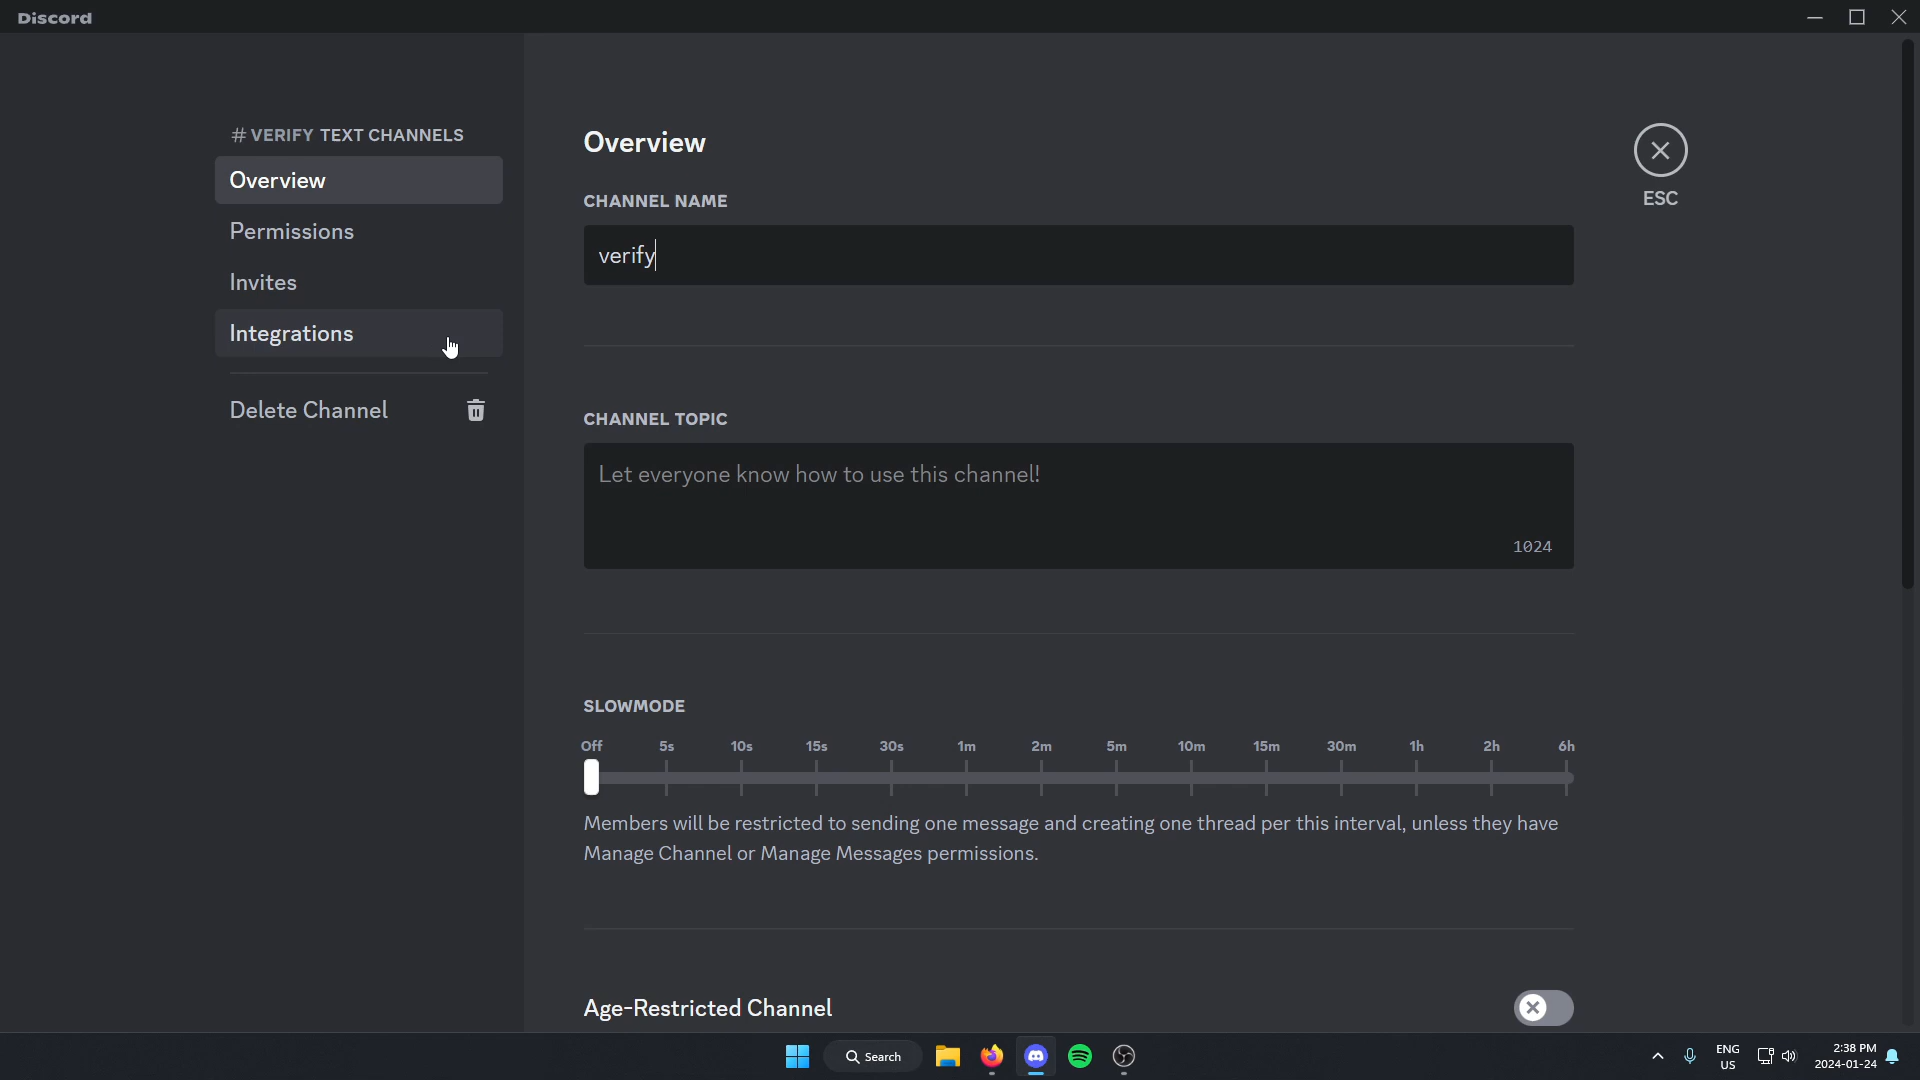 Discord
# VERIFY TEXT CHANNELS
Overview
Permissions
Invites
Integrations
Delete Channel
Overview
CHANNEL NAME
verify
CHANNEL TOPIC
Let everyone know how to use this channel!
1024
SLOWMODE
Off 5s 10s 15s 30s 1m 2m 5m 10m 15m 30m 1h 2h 6h
Members will be restricted to sending one message and creating one thread per this interval, unless they have
Manage Channel or Manage Messages permissions.
Age-Restricted Channel
ESC
Search
ENG
US
2:38 PM
2024-01-24